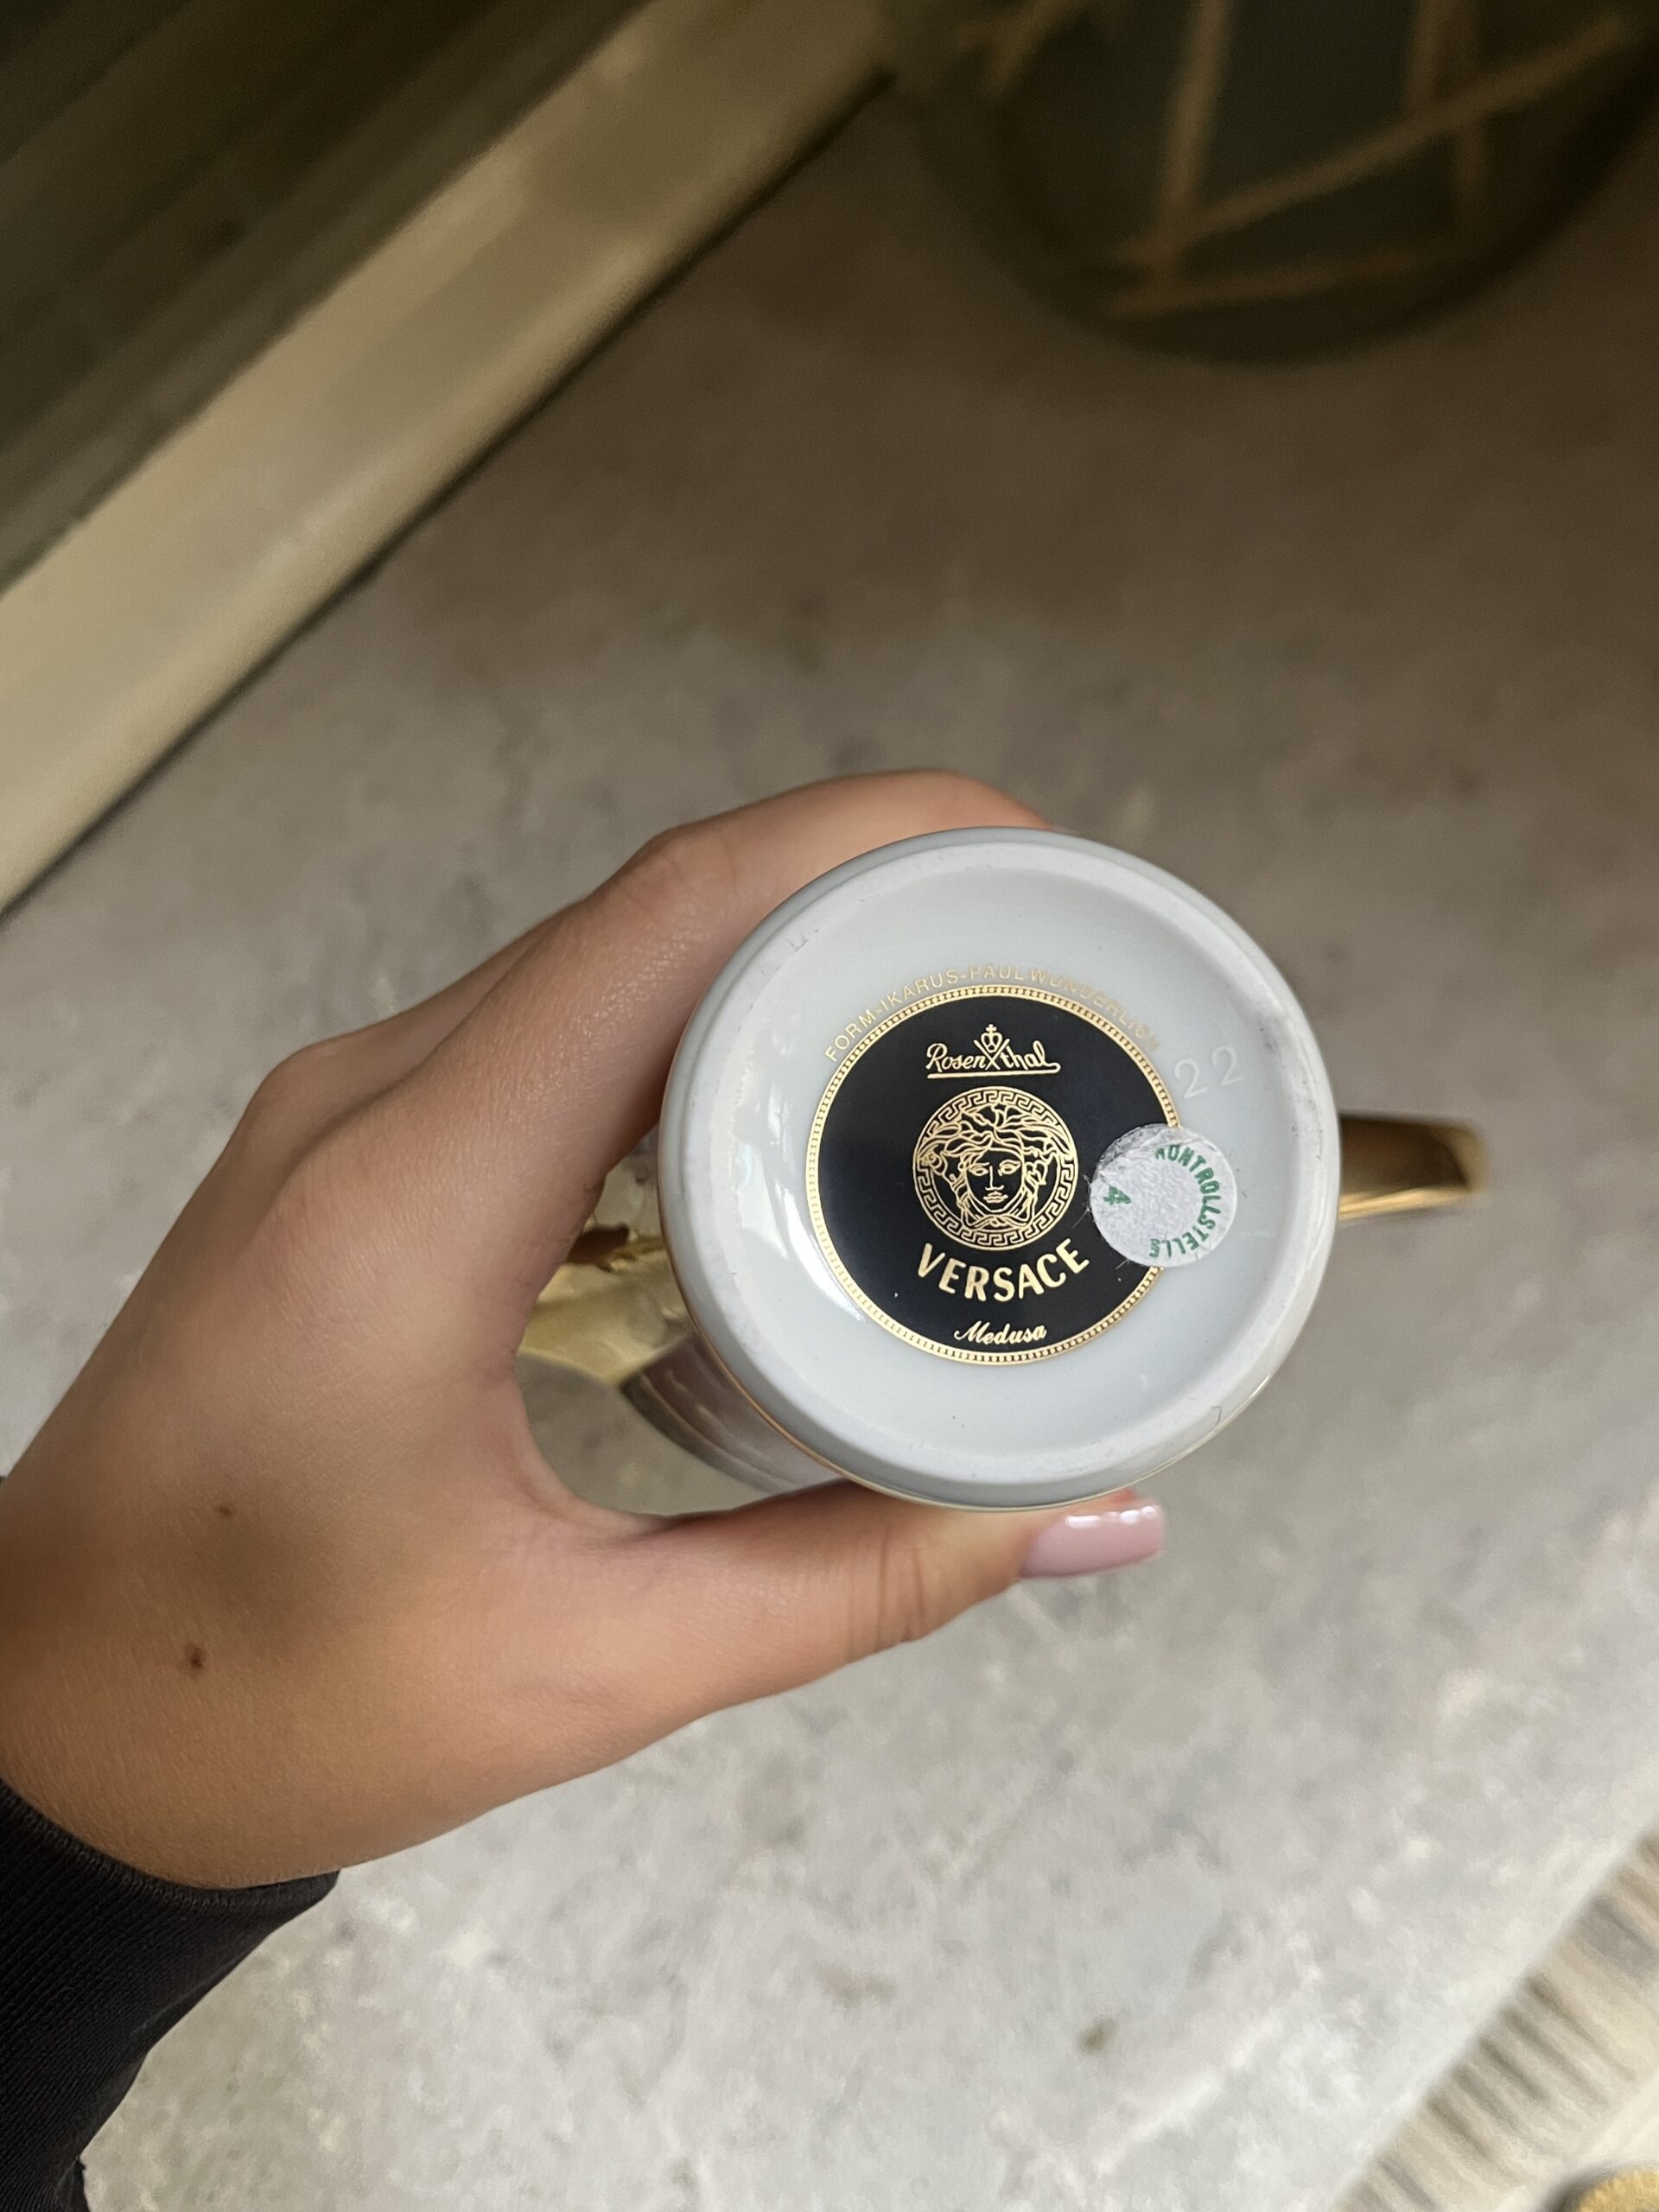 FORM-IKARUS-PAUL WUNDERLICH
Rosenthal
22
VERSACE
Medusa
KONTROLLSTELLE
4